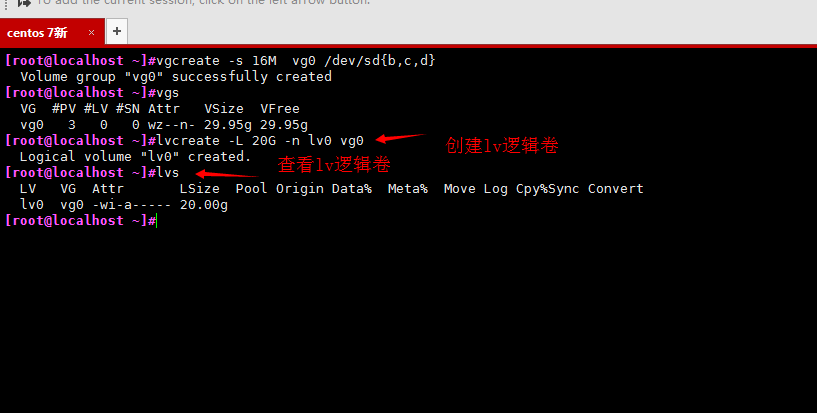 To add the current session, click on the left arrow button.
centos 7新 × +
[root@localhost ~]#vgcreate -s 16M  vg0 /dev/sd{b,c,d}
  Volume group "vg0" successfully created
[root@localhost ~]#vgs
  VG  #PV #LV #SN Attr   VSize  VFree
  vg0   3   0   0 wz--n- 29.95g 29.95g
[root@localhost ~]#lvcreate -L 20G -n lv0 vg0 创建lv逻辑卷
  Logical volume "lv0" created.
[root@localhost ~]#lvs 查看lv逻辑卷
  LV   VG  Attr       LSize  Pool Origin Data%  Meta%  Move Log Cpy%Sync Convert
  lv0  vg0 -wi-a----- 20.00g
[root@localhost ~]#